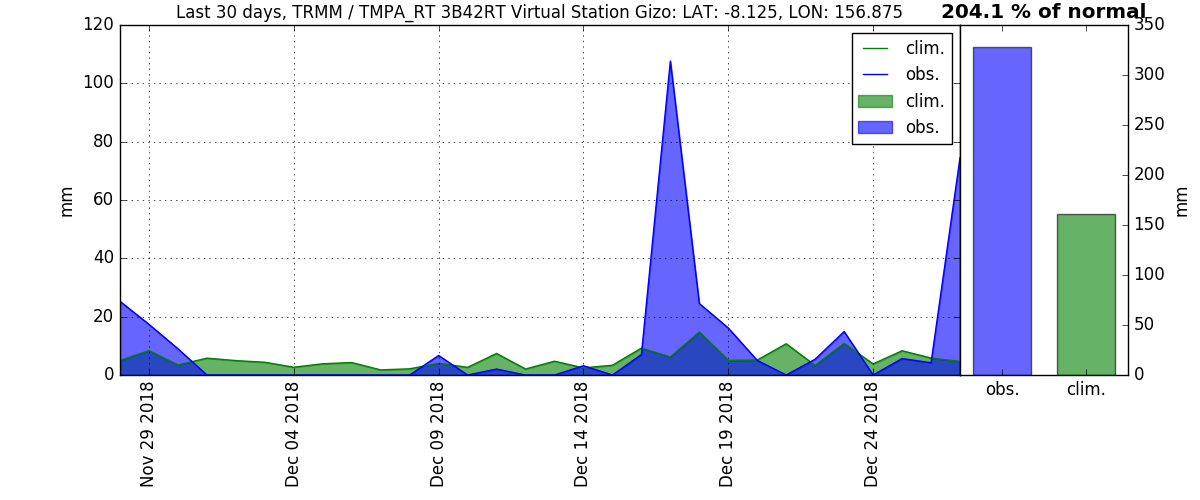 Last 30 days, TRMM / TMPA_RT 3B42RT Virtual Station Gizo: LAT: -8.125, LON: 156.875
204.1 % of normal
120
100
80
60
40
20
0
mm
clim.
obs.
clim.
obs.
350
300
250
200
150
100
50
0
mm
obs.
clim.
Nov 29 2018
Dec 04 2018
Dec 09 2018
Dec 14 2018
Dec 19 2018
Dec 24 2018